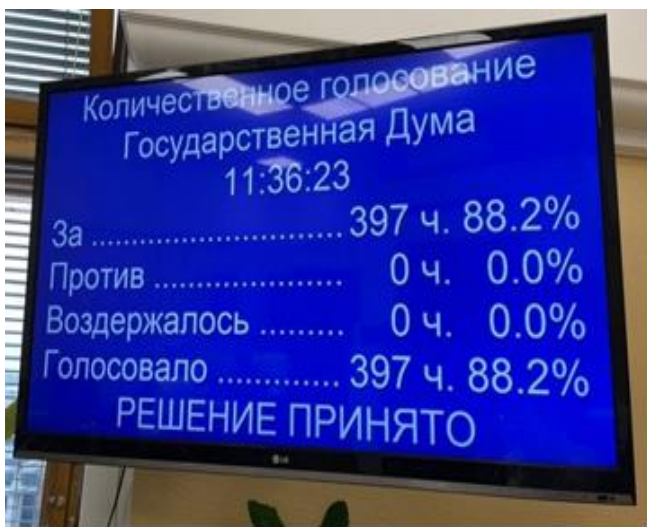 Количественное голосование
Государственная Дума
11:36:23
За ............................ 397 ч. 88.2%
Против ..................... 0 ч. 0.0%
Воздержалось ......... 0 ч. 0.0%
Голосовало ............. 397 ч. 88.2%
РЕШЕНИЕ ПРИНЯТО
LG